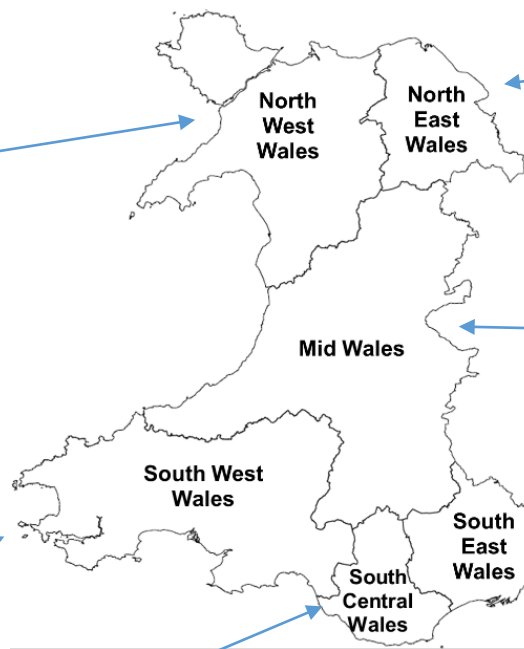 North
West
Wales
North
East
Wales
Mid Wales
South West
Wales
South
East
Wales
South
Central
Wales